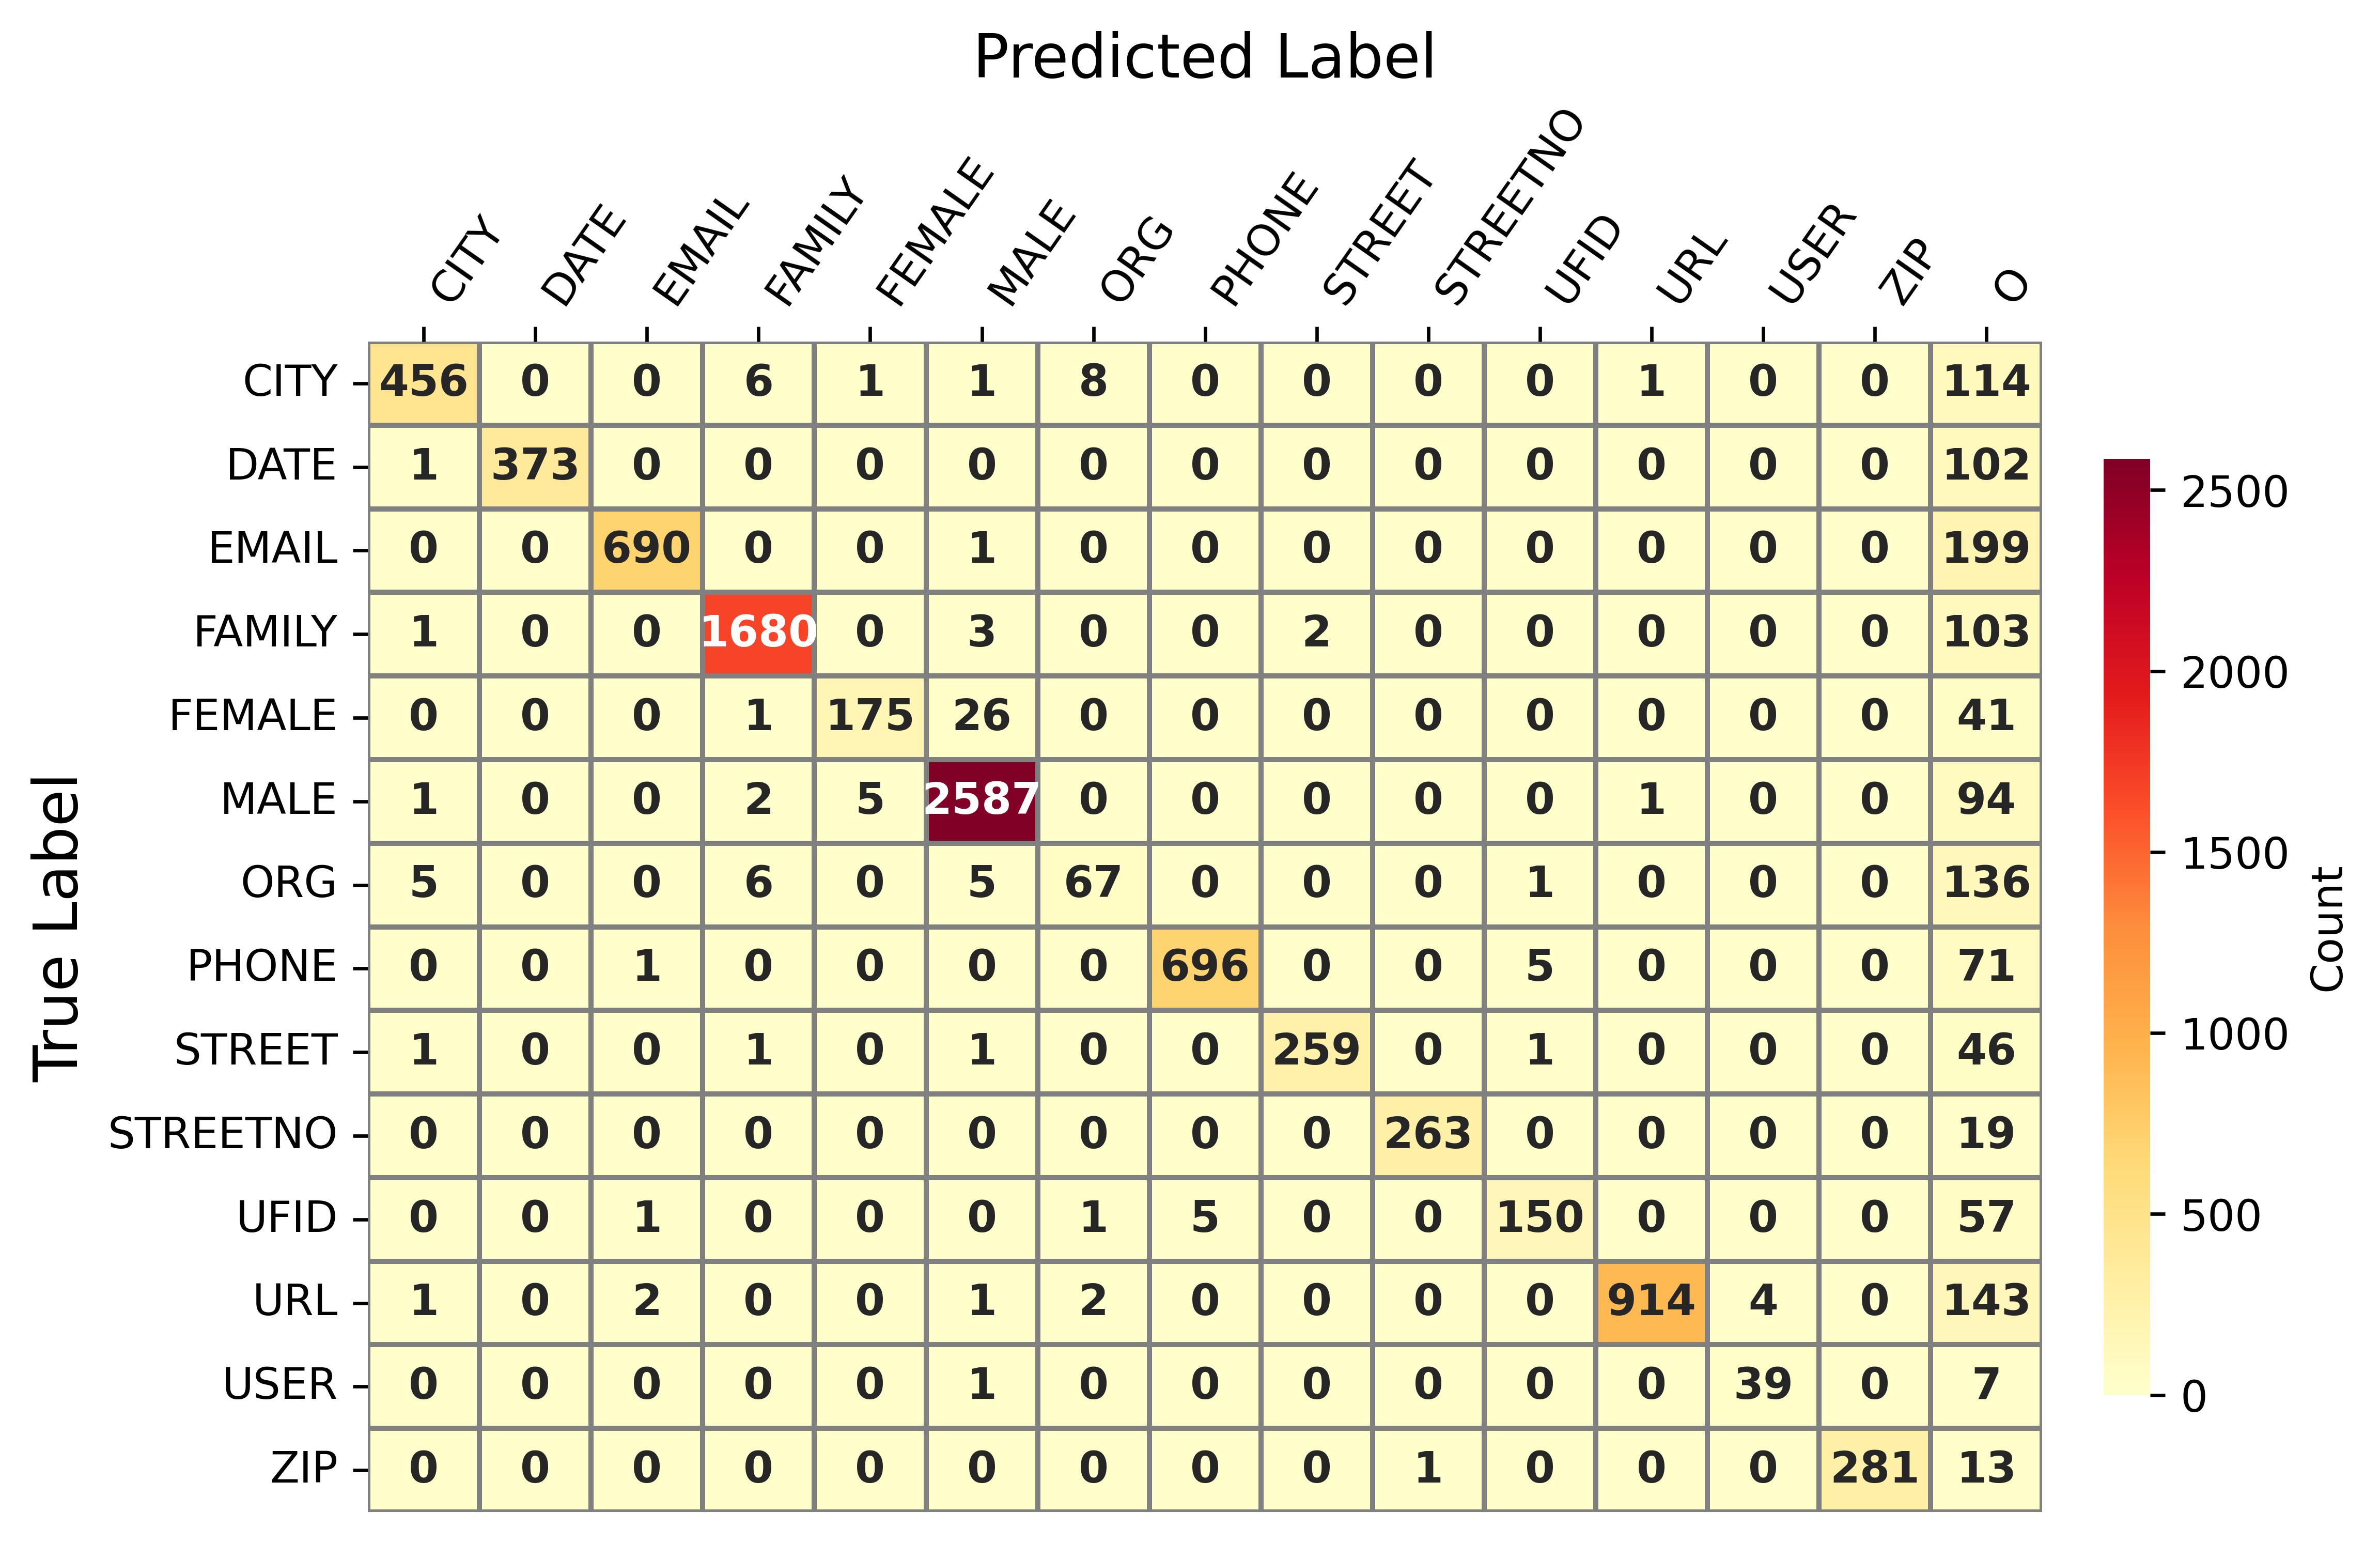 Predicted Label
CITY DATE EMAIL FAMILY FEMALE MALE ORG PHONE STREET STREETNO UFID URL USER ZIP O
True Label
CITY 456 0 0 6 1 1 8 0 0 0 0 1 0 0 114
DATE 1 373 0 0 0 0 0 0 0 0 0 0 0 0 102
EMAIL 0 0 690 0 0 1 0 0 0 0 0 0 0 0 199
FAMILY 1 0 0 1680 0 3 0 0 2 0 0 0 0 0 103
FEMALE 0 0 0 1 175 26 0 0 0 0 0 0 0 0 41
MALE 1 0 0 2 5 2587 0 0 0 0 0 1 0 0 94
ORG 5 0 0 6 0 5 67 0 0 0 1 0 0 0 136
PHONE 0 0 1 0 0 0 0 696 0 0 5 0 0 0 71
STREET 1 0 0 1 0 1 0 0 259 0 1 0 0 0 46
STREETNO 0 0 0 0 0 0 0 0 0 263 0 0 0 0 19
UFID 0 0 1 0 0 0 1 5 0 0 150 0 0 0 57
URL 1 0 2 0 0 1 2 0 0 0 0 914 4 0 143
USER 0 0 0 0 0 1 0 0 0 0 0 0 39 0 7
ZIP 0 0 0 0 0 0 0 0 0 1 0 0 0 281 13
2500
2000
1500
1000
500
0
Count